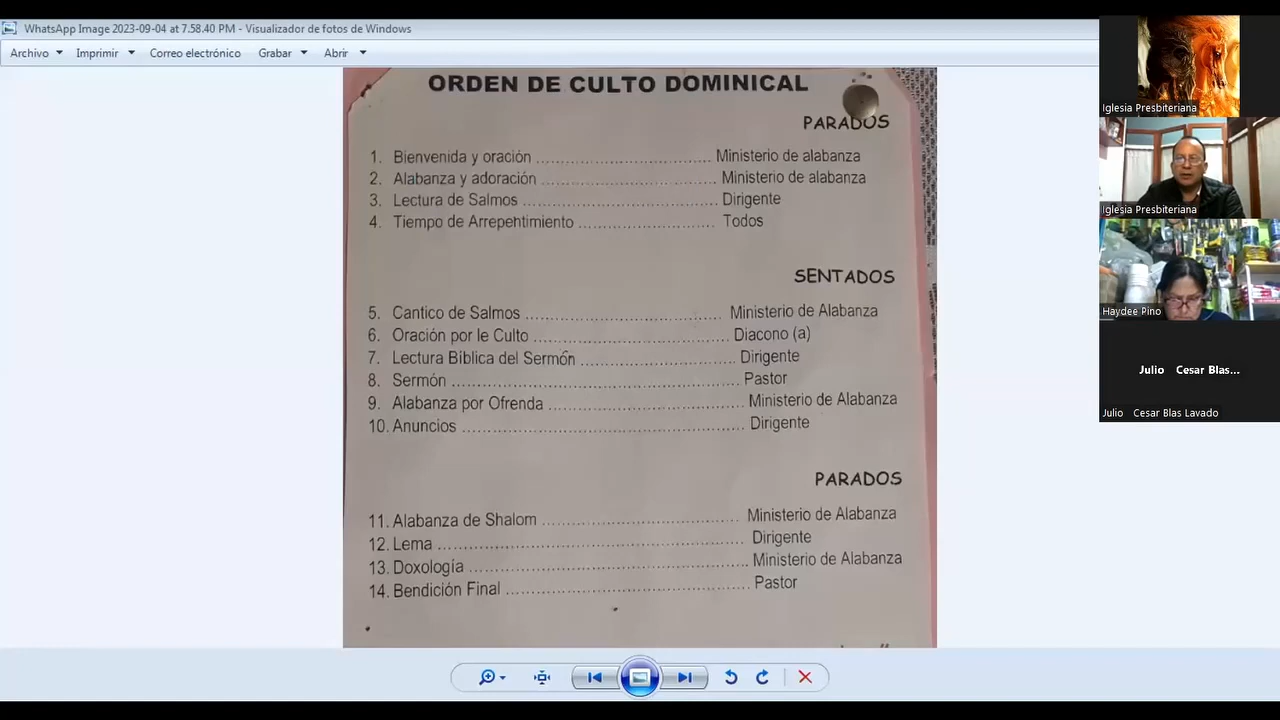 WhatsApp Image 2023-09-04 at 7.58.40 PM - Visualizador de fotos de Windows
Archivo Imprimir Correo electrónico Grabar Abrir
ORDEN DE CULTO DOMINICAL
PARADOS
1. Bienvenida y oración ........................................ Ministerio de alabanza
2. Alabanza y adoración ........................................ Ministerio de alabanza
3. Lectura de Salmos ........................................ Dirigente
4. Tiempo de Arrepentimiento ........................................ Todos
SENTADOS
5. Cantico de Salmos ........................................ Ministerio de Alabanza
6. Oración por le Culto ........................................ Diacono (a)
7. Lectura Bíblica del Sermón ........................................ Dirigente
8. Sermón ........................................ Pastor
9. Alabanza por Ofrenda ........................................ Ministerio de Alabanza
10. Anuncios ........................................ Dirigente
PARADOS
11. Alabanza de Shalom ........................................ Ministerio de Alabanza
12. Lema ........................................ Dirigente
13. Doxología ........................................ Ministerio de Alabanza
14. Bendición Final ........................................ Pastor
Iglesia Presbiteriana
Iglesia Presbiteriana
Haydee Pino
Julio Cesar Blas...
Julio Cesar Blas Lavado